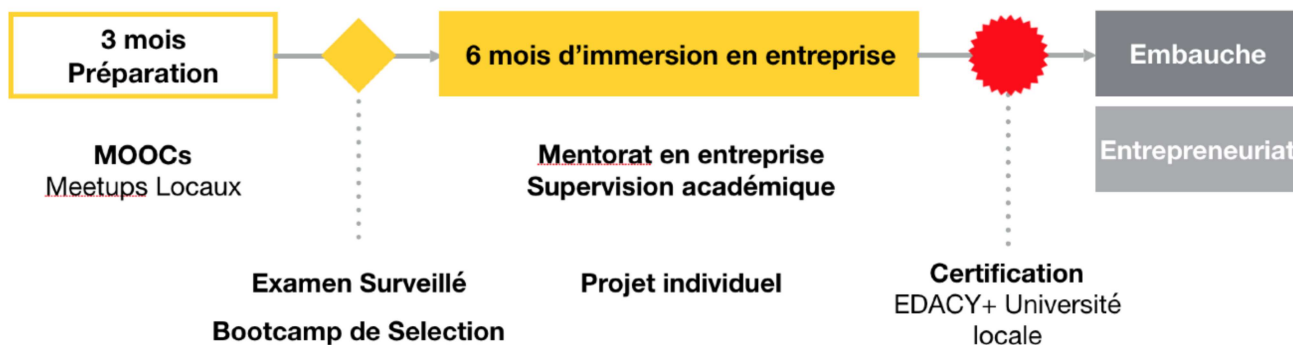 3 mois
Préparation
6 mois d’immersion en entreprise
Embauche
Entrepreneuriat
MOOCs
Meetups Locaux
Mentorat en entreprise
Supervision académique
Examen Surveillé
Bootcamp de Selection
Projet individuel
Certification
EDACY+ Université
locale